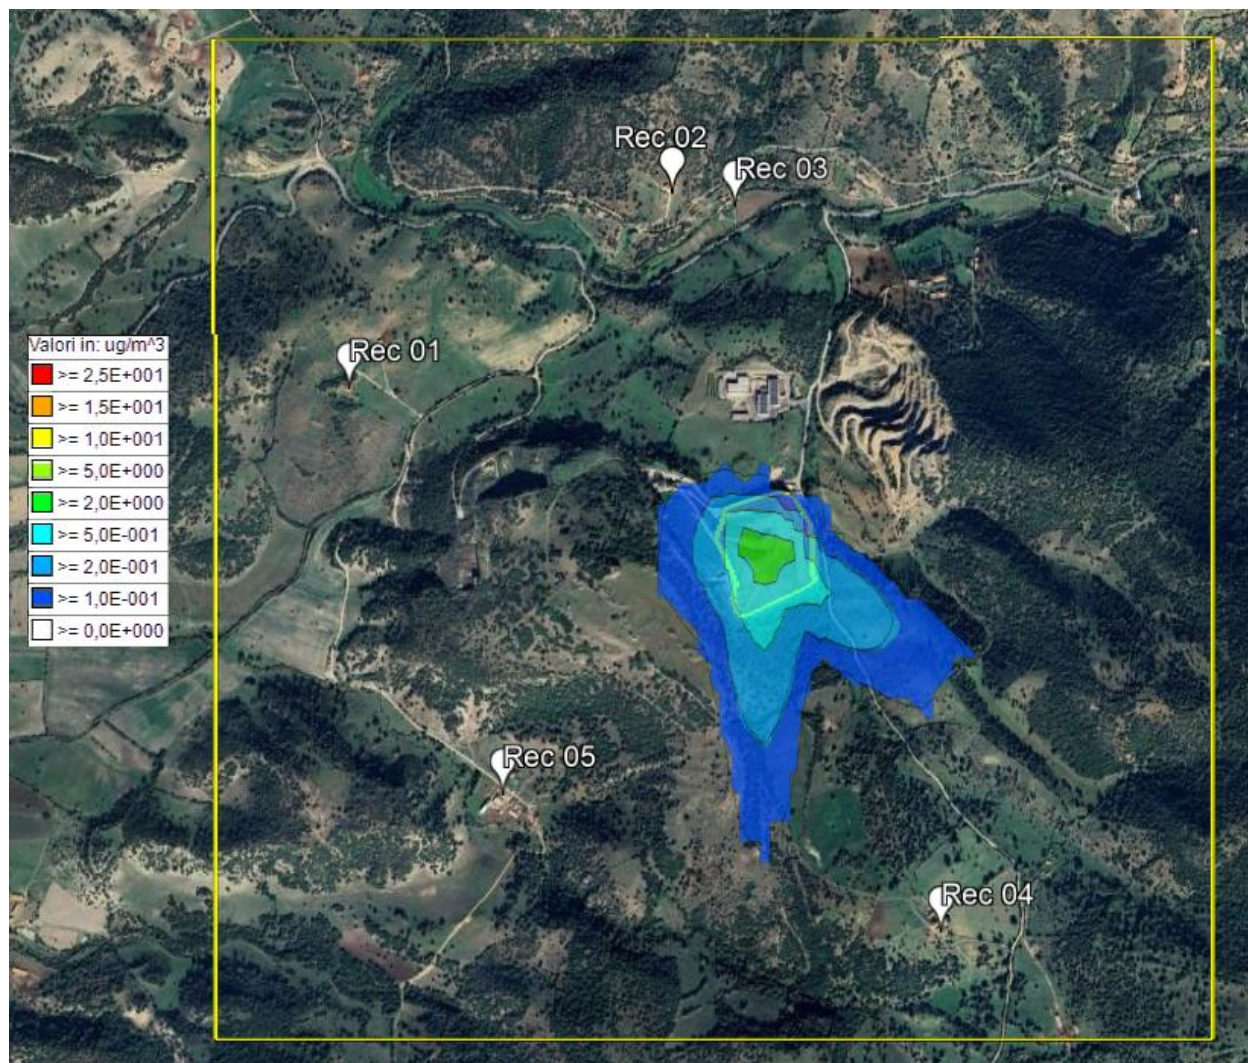 Rec 02
Rec 03
Rec 01
Valori in: ug/m^3
>= 2,5E+001
>= 1,5E+001
>= 1,0E+001
>= 5,0E+000
>= 2,0E+000
>= 5,0E-001
>= 2,0E-001
>= 1,0E-001
>= 0,0E+000
Rec 05
Rec 04